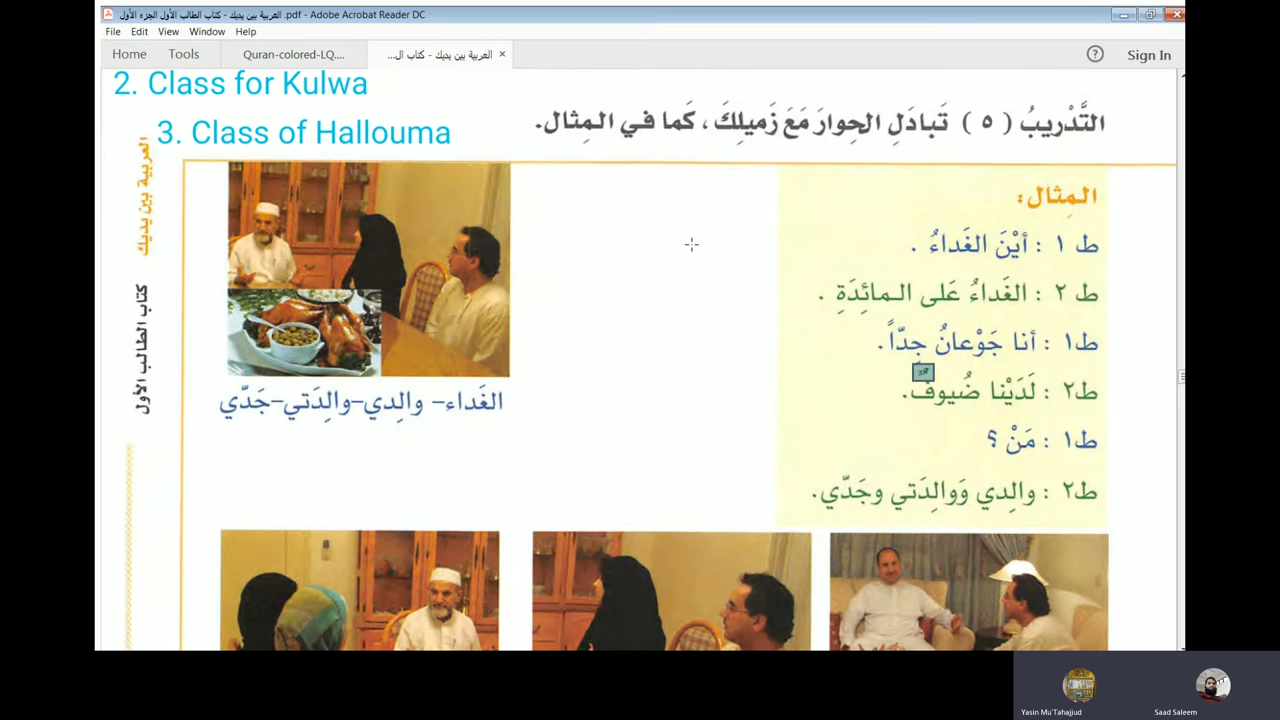 العربية بين يديك - كتاب الطالب الأول الجزء الأول.pdf - Adobe Acrobat Reader DC
File Edit View Window Help
Home Tools Quran-colored-LQ.... العربية بين يديك - كتاب ال... × ? Sign In
2. Class for Kulwa
3. Class of Hallouma
التَّدْريبُ ( ٥ ) تَبادَلِ الحِوارَ مَعَ زَميلِكَ ، كَما في المِثال.
المِثال:
ط ١ : أيْنَ الغَداءُ .
ط ٢ : الغَداءُ عَلى المائِدَةِ .
ط١ : أنا جَوْعانُ جِدّاً.
ط٢ : لَدَيْنا ضُيوف.
ط١ : مَنْ ؟
ط٢ : والِدي وَوالِدَتي وجَدّي.
الغَداء- والِدي-والِدَتي-جَدّي
العربية بين يديك
كتاب الطالب الأول
Yasin Mu'Tahajjud
Saad Saleem